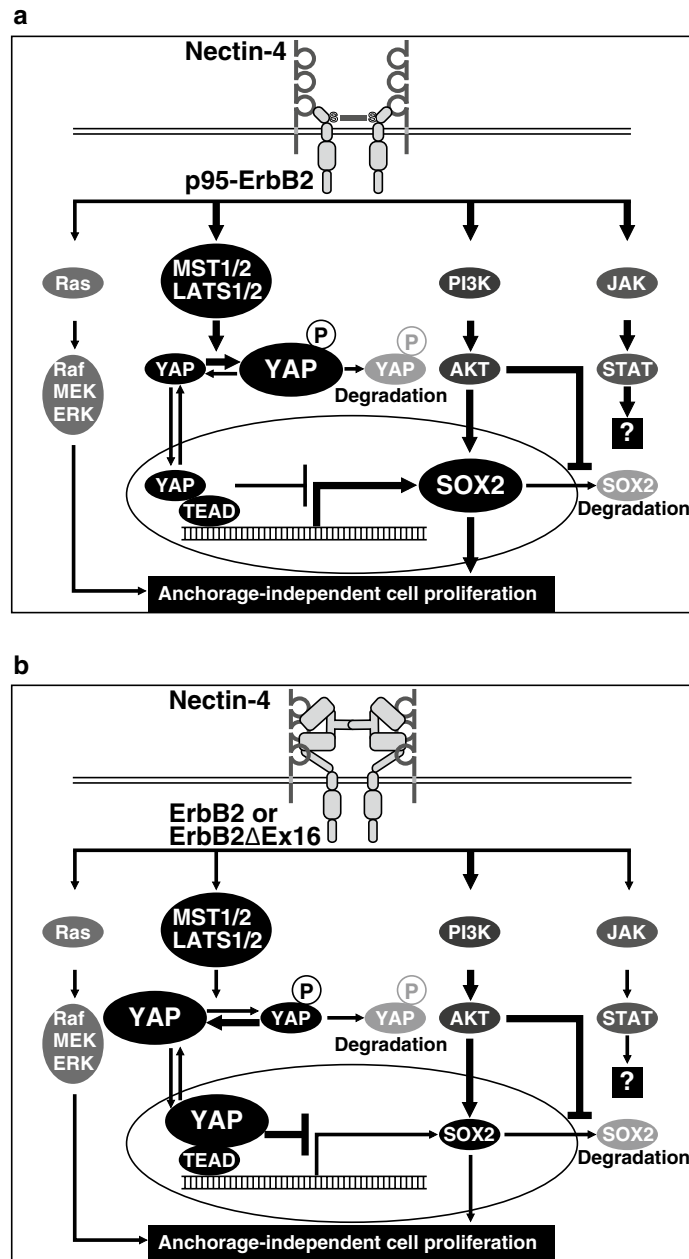 a
Nectin-4
p95-ErbB2
Ras
MST1/2
LATS1/2
PI3K
JAK
P
P
Raf
MEK
ERK
YAP
YAP
YAP
AKT
STAT
Degradation
?
YAP
TEAD
SOX2
SOX2
Degradation
Anchorage-independent cell proliferation
b
Nectin-4
ErbB2 or
ErbB2ΔEx16
Ras
MST1/2
LATS1/2
PI3K
JAK
P
P
Raf
MEK
ERK
YAP
YAP
YAP
AKT
STAT
Degradation
?
YAP
TEAD
SOX2
SOX2
Degradation
Anchorage-independent cell proliferation